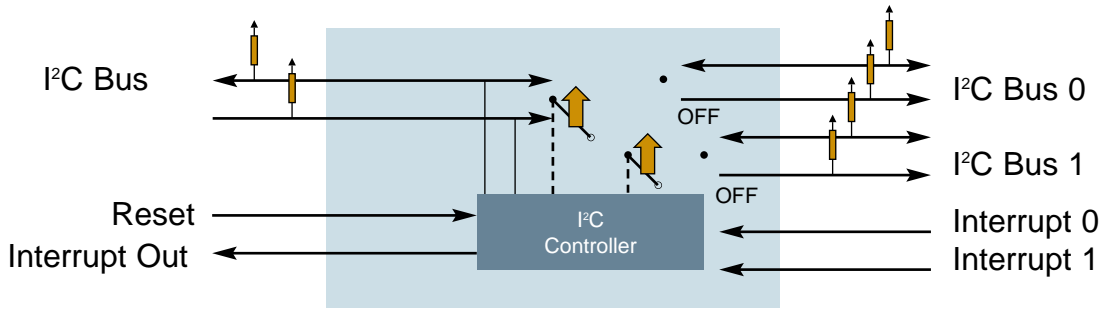 I²C Bus
I²C Bus 0
OFF
I²C Bus 1
OFF
Reset
I²C
Controller
Interrupt 0
Interrupt Out
Interrupt 1